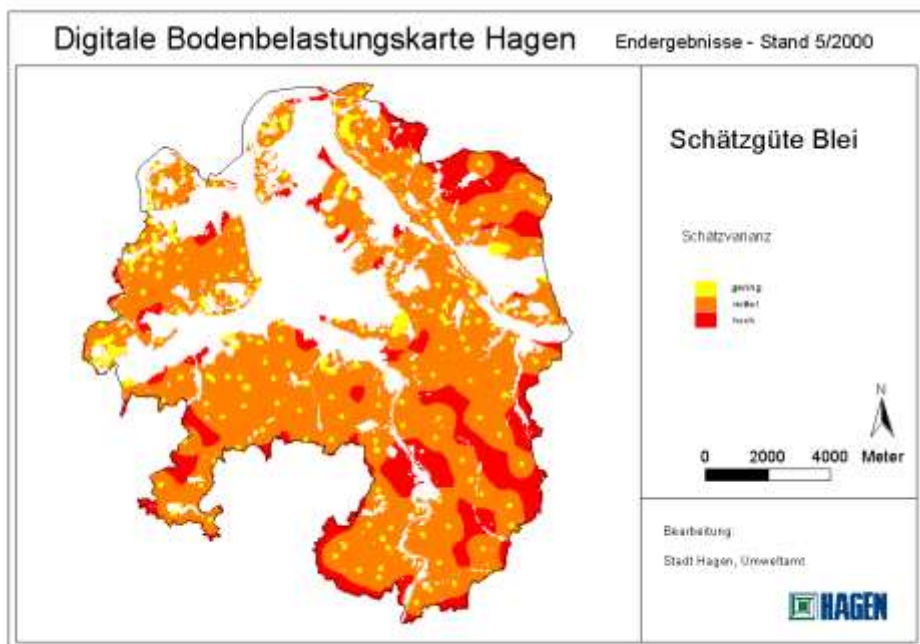 Digitale Bodenbelastungskarte Hagen
Endergebnisse - Stand 5/2000
Schätzgüte Blei
Schätzvarianz
gering
mittel
hoch
N
0 2000 4000 Meter
Bearbeitung:
Stadt Hagen, Umweltamt
HAGEN